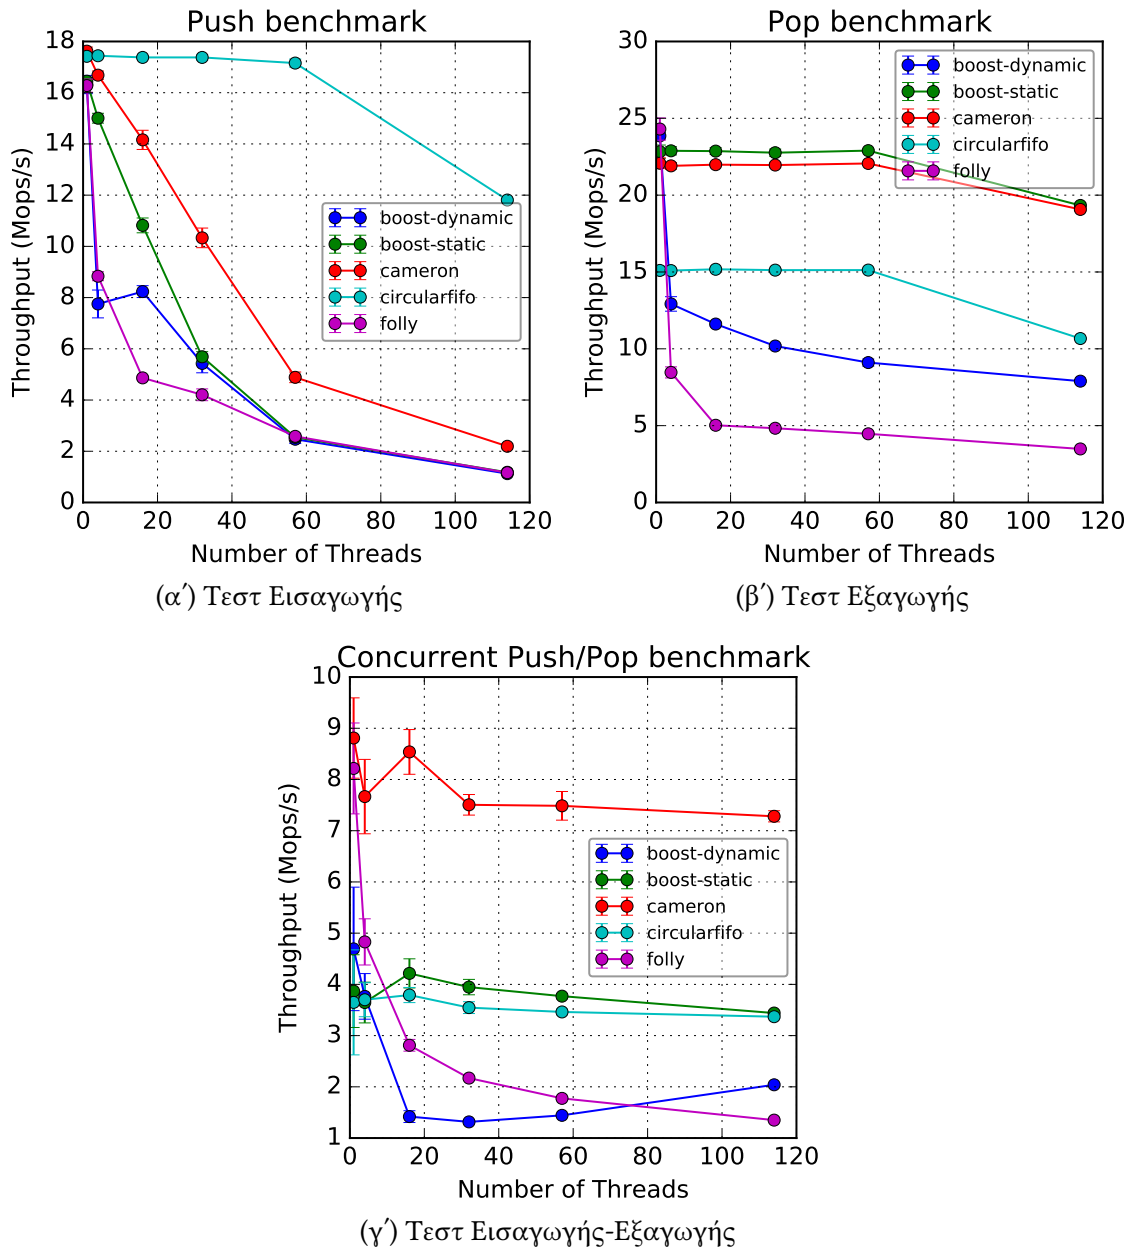 Push benchmark
Throughput (Mops/s)
18
16
14
12
10
8
6
4
2
0
boost-dynamic
boost-static
cameron
circularfifo
folly
0 20 40 60 80 100 120
Number of Threads
(α′) Τεστ Εισαγωγής
Pop benchmark
Throughput (Mops/s)
30
25
20
15
10
5
0
boost-dynamic
boost-static
cameron
circularfifo
folly
0 20 40 60 80 100 120
Number of Threads
(β′) Τεστ Εξαγωγής
Concurrent Push/Pop benchmark
Throughput (Mops/s)
10
9
8
7
6
5
4
3
2
1
boost-dynamic
boost-static
cameron
circularfifo
folly
0 20 40 60 80 100 120
Number of Threads
(γ′) Τεστ Εισαγωγής-Εξαγωγής